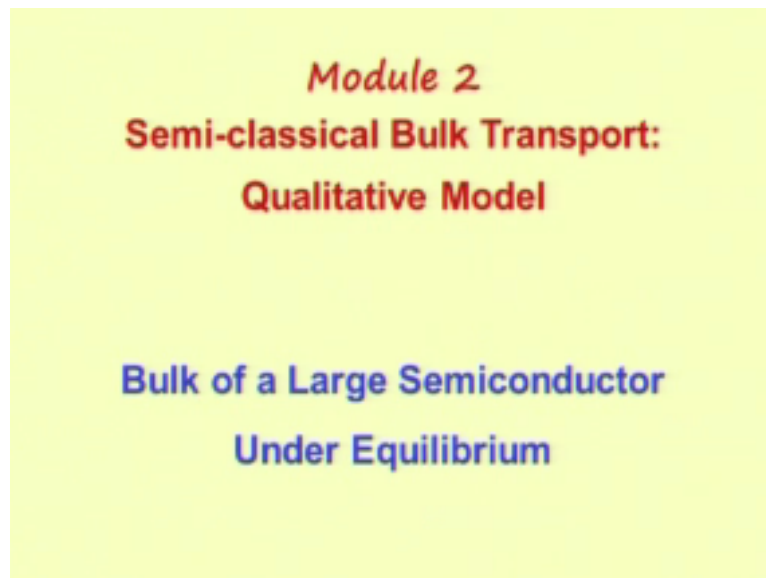 Module 2
Semi-classical Bulk Transport:
Qualitative Model
Bulk of a Large Semiconductor
Under Equilibrium